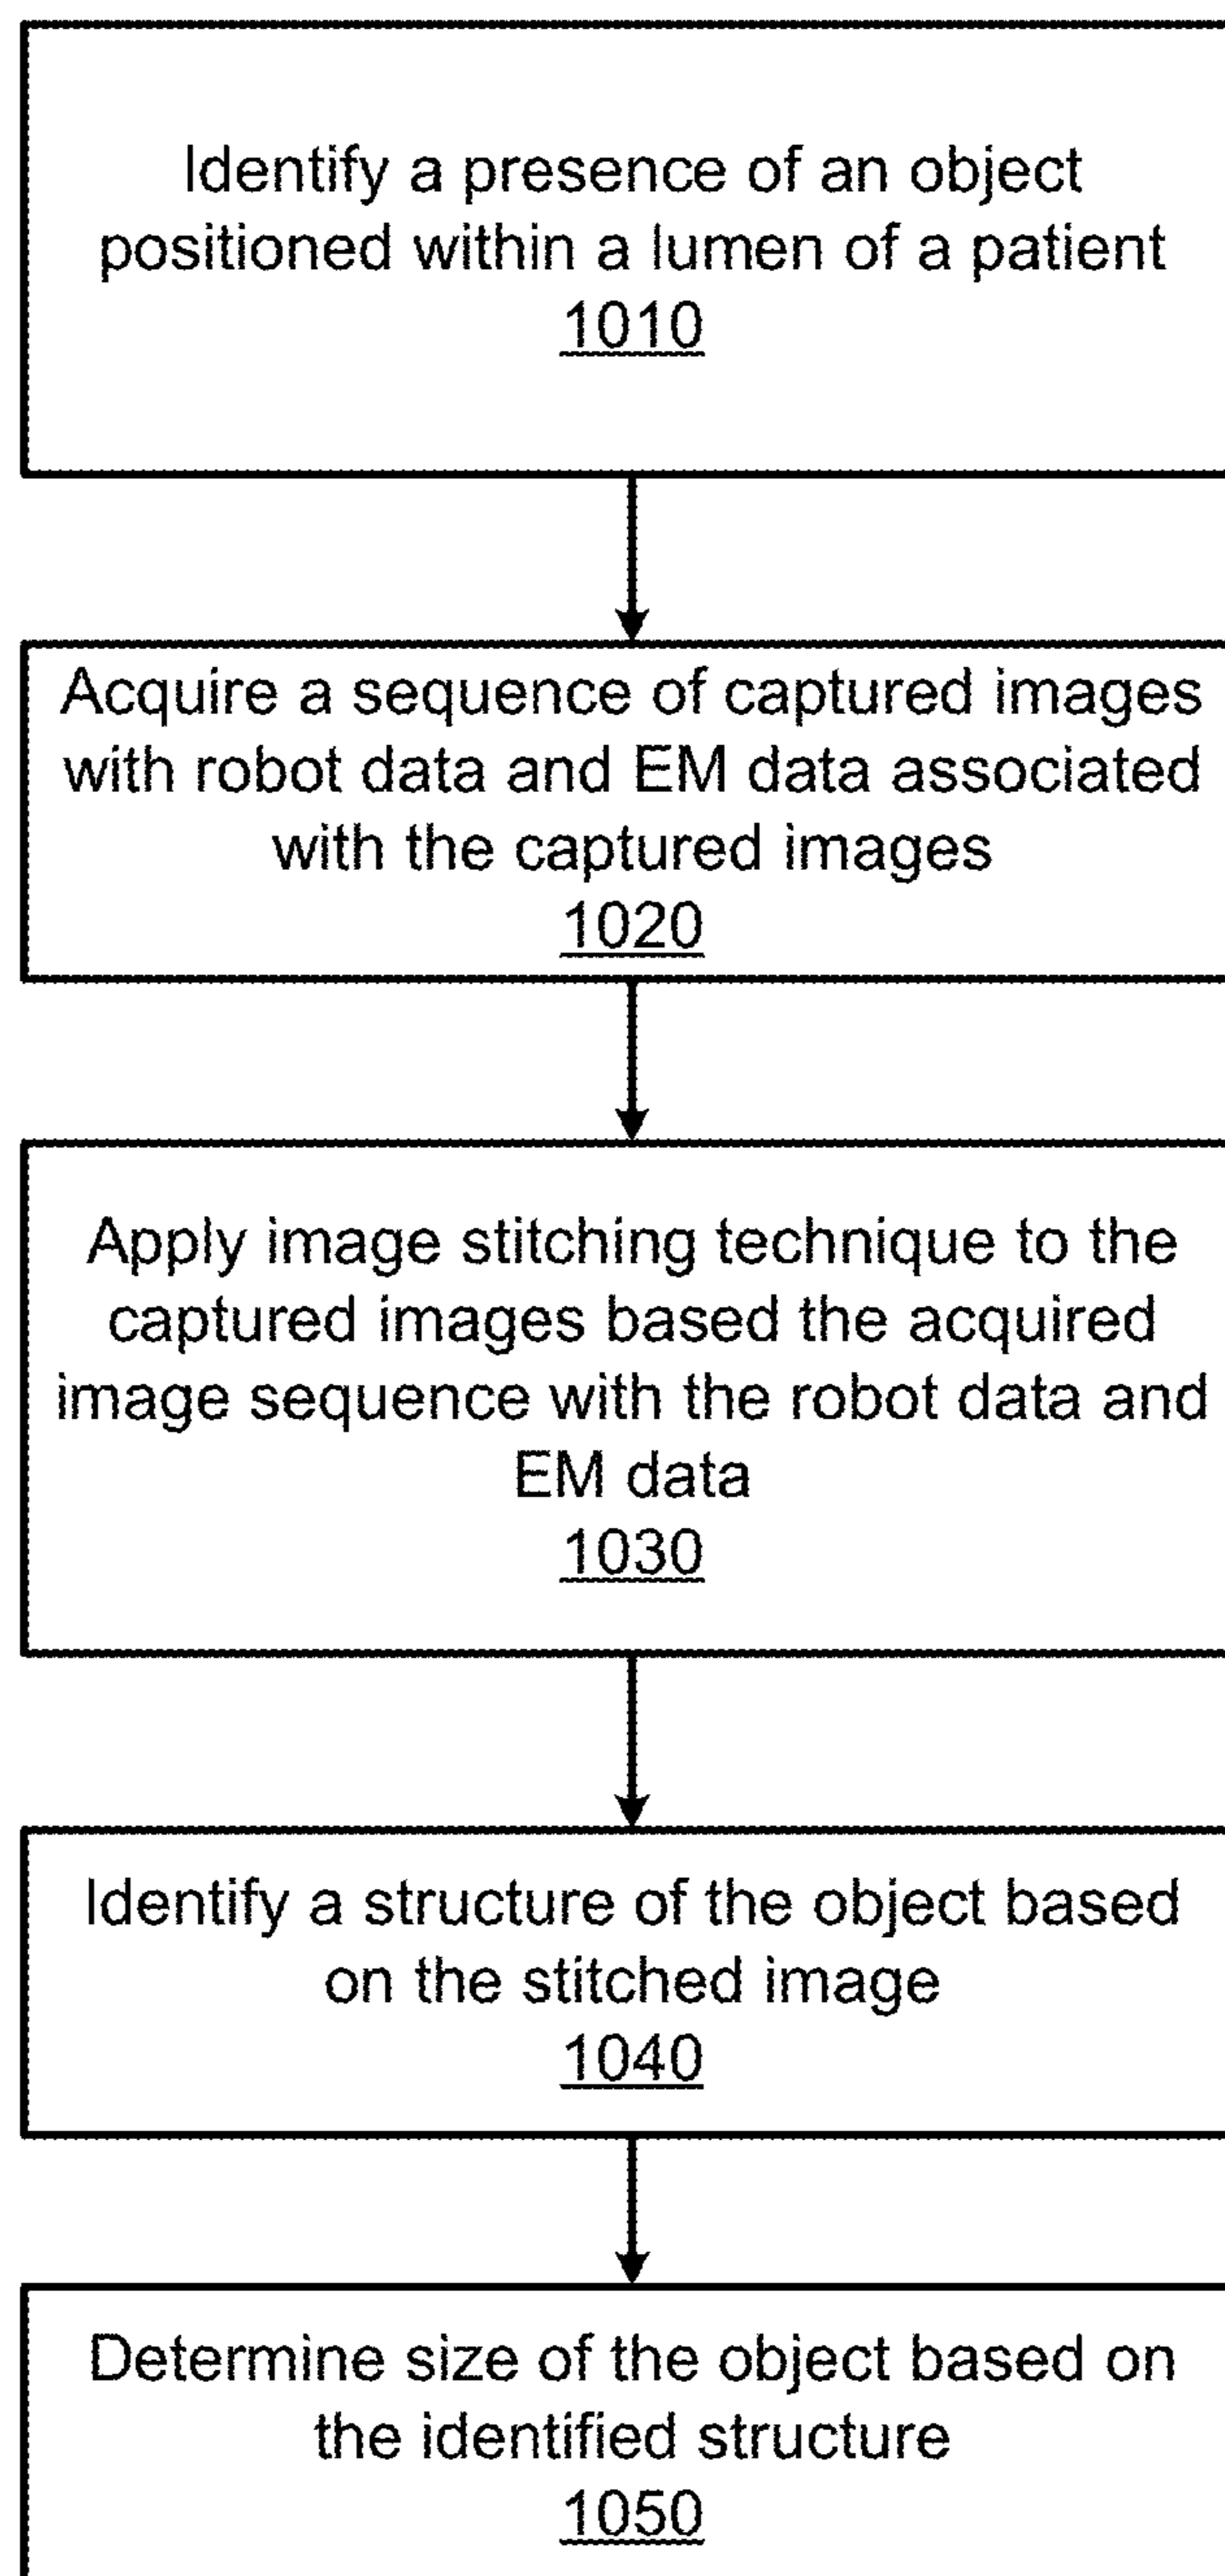 Identify a presence of an object
positioned within a lumen of a patient
1010
Acquire a sequence of captured images
with robot data and EM data associated
with the captured images
1020
Apply image stitching technique to the
captured images based the acquired
image sequence with the robot data and
EM data
1030
Identify a structure of the object based
on the stitched image
1040
Determine size of the object based on
the identified structure
1050